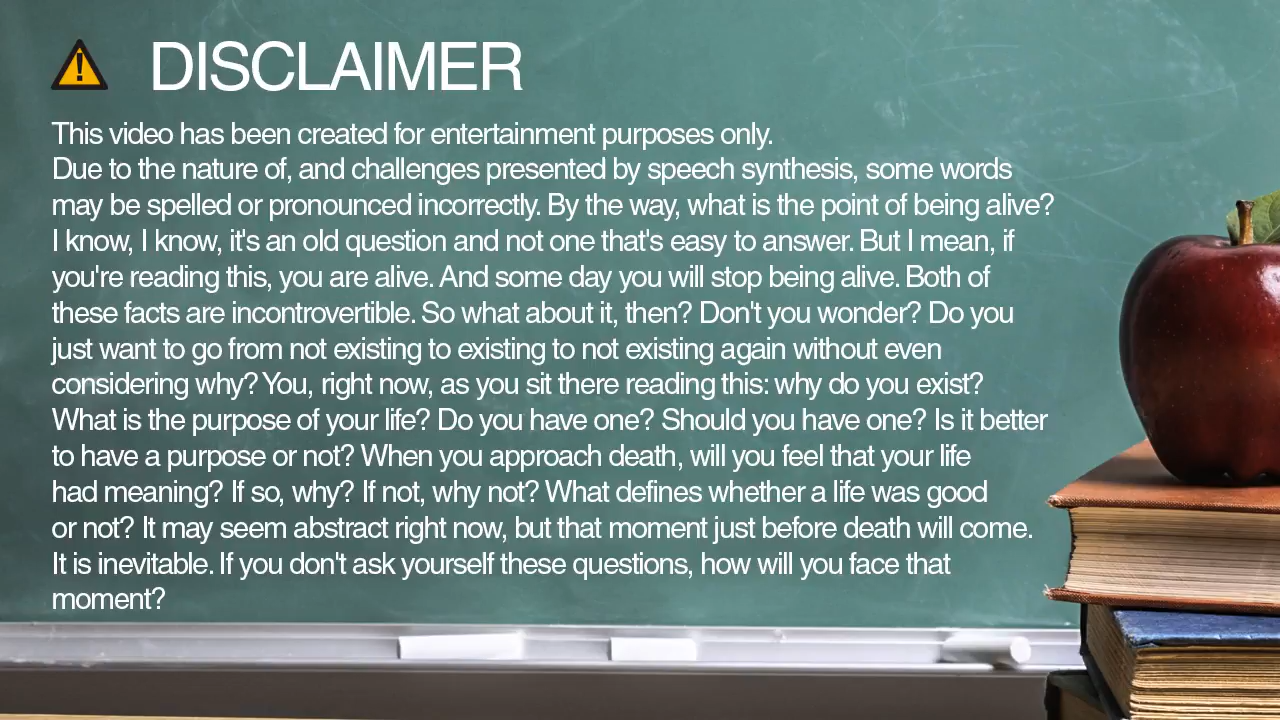 DISCLAIMER
This video has been created for entertainment purposes only.
Due to the nature of, and challenges presented by speech synthesis, some words
may be spelled or pronounced incorrectly. By the way, what is the point of being alive?
I know, I know, it's an old question and not one that's easy to answer. But I mean, if
you're reading this, you are alive. And some day you will stop being alive. Both of
these facts are incontrovertible. So what about it, then? Don't you wonder? Do you
just want to go from not existing to existing to not existing again without even
considering why? You, right now, as you sit there reading this: why do you exist?
What is the purpose of your life? Do you have one? Should you have one? Is it better
to have a purpose or not? When you approach death, will you feel that your life
had meaning? If so, why? If not, why not? What defines whether a life was good
or not? It may seem abstract right now, but that moment just before death will come.
It is inevitable. If you don't ask yourself these questions, how will you face that
moment?